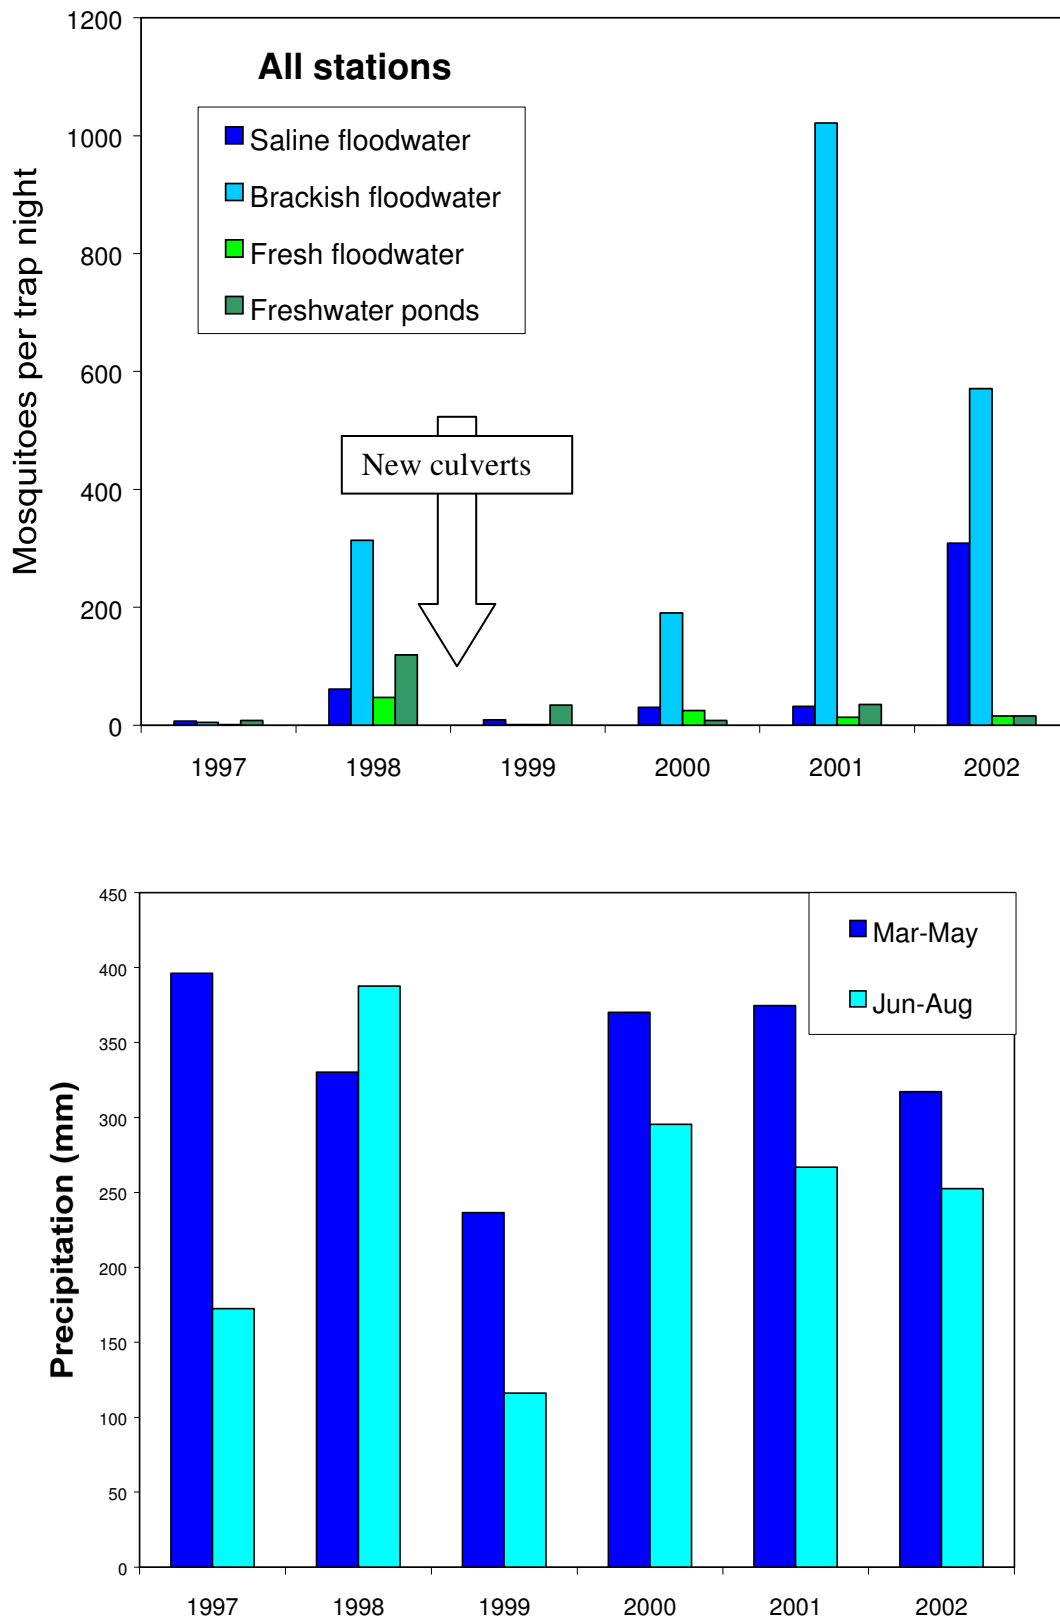 All stations
Saline floodwater
Brackish floodwater
Fresh floodwater
Freshwater ponds
New culverts
Mosquitoes per trap night
1200
1000
800
600
400
200
0
1997 1998 1999 2000 2001 2002
Mar-May
Jun-Aug
Precipitation (mm)
450
400
350
300
250
200
150
100
50
0
1997 1998 1999 2000 2001 2002